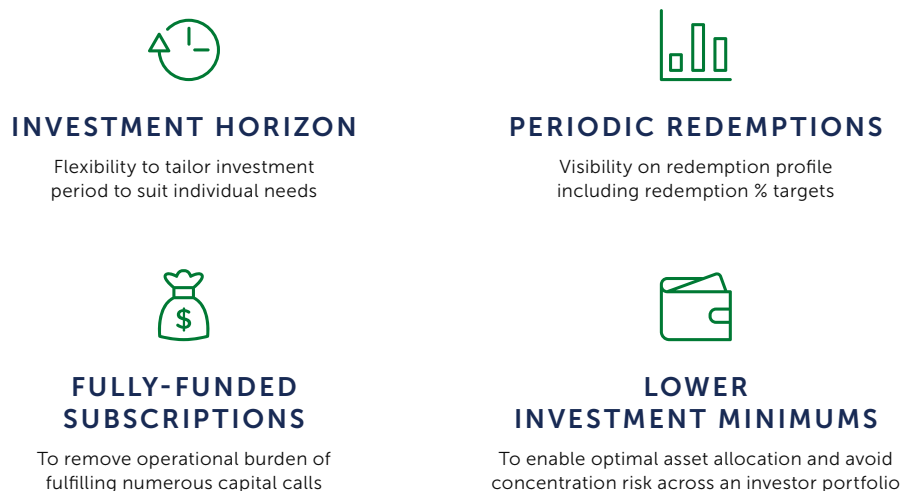 INVESTMENT HORIZON
Flexibility to tailor investment
period to suit individual needs
PERIODIC REDEMPTIONS
Visibility on redemption profile
including redemption % targets
$
FULLY-FUNDED
SUBSCRIPTIONS
To remove operational burden of
fulfilling numerous capital calls
LOWER
INVESTMENT MINIMUMS
To enable optimal asset allocation and avoid
concentration risk across an investor portfolio